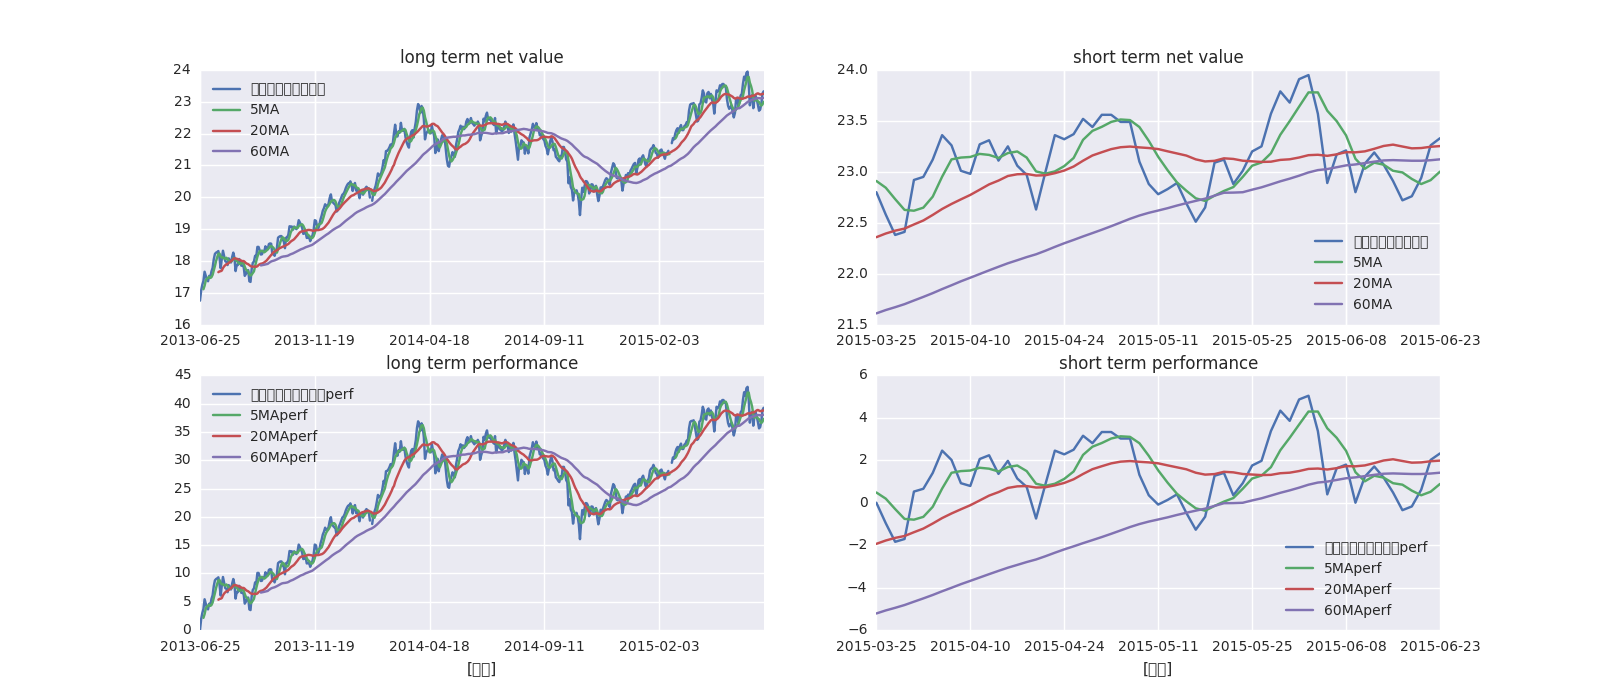 long term net value
24
23
22
21
20
19
18
17
16
5MA
20MA
60MA
2013-06-25 2013-11-19 2014-04-18 2014-09-11 2015-02-03
short term net value
24.0
23.5
23.0
22.5
22.0
21.5
5MA
20MA
60MA
2015-03-25 2015-04-10 2015-04-24 2015-05-11 2015-05-25 2015-06-08 2015-06-23
long term performance
45
40
35
30
25
20
15
10
5
0
perf
5MAperf
20MAperf
60MAperf
2013-06-25 2013-11-19 2014-04-18 2014-09-11 2015-02-03
[ ]
short term performance
6
4
2
0
−2
−4
−6
perf
5MAperf
20MAperf
60MAperf
2015-03-25 2015-04-10 2015-04-24 2015-05-11 2015-05-25 2015-06-08 2015-06-23
[ ]